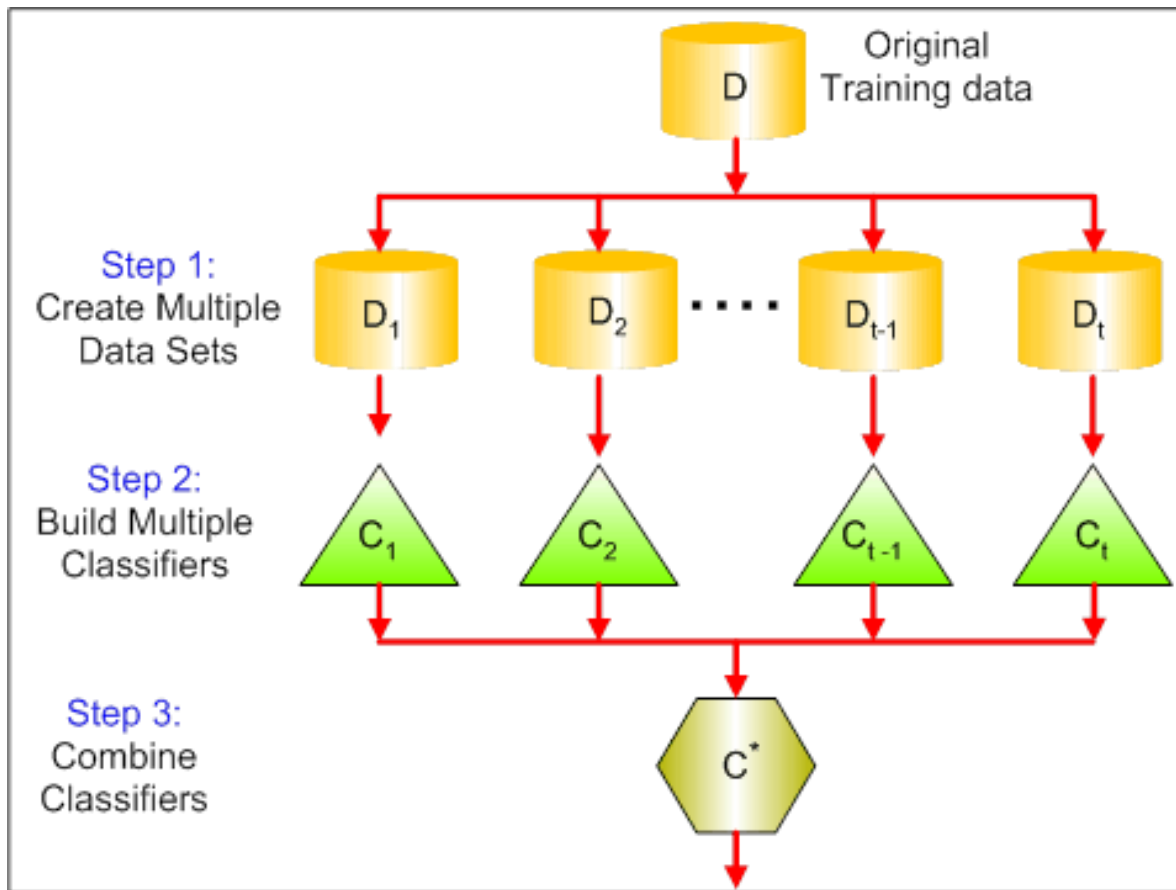 D
Original
Training data
Step 1:
Create Multiple
Data Sets
D1
D2
....
Dt-1
Dt
Step 2:
Build Multiple
Classifiers
C1
C2
Ct -1
Ct
Step 3:
Combine
Classifiers
C*